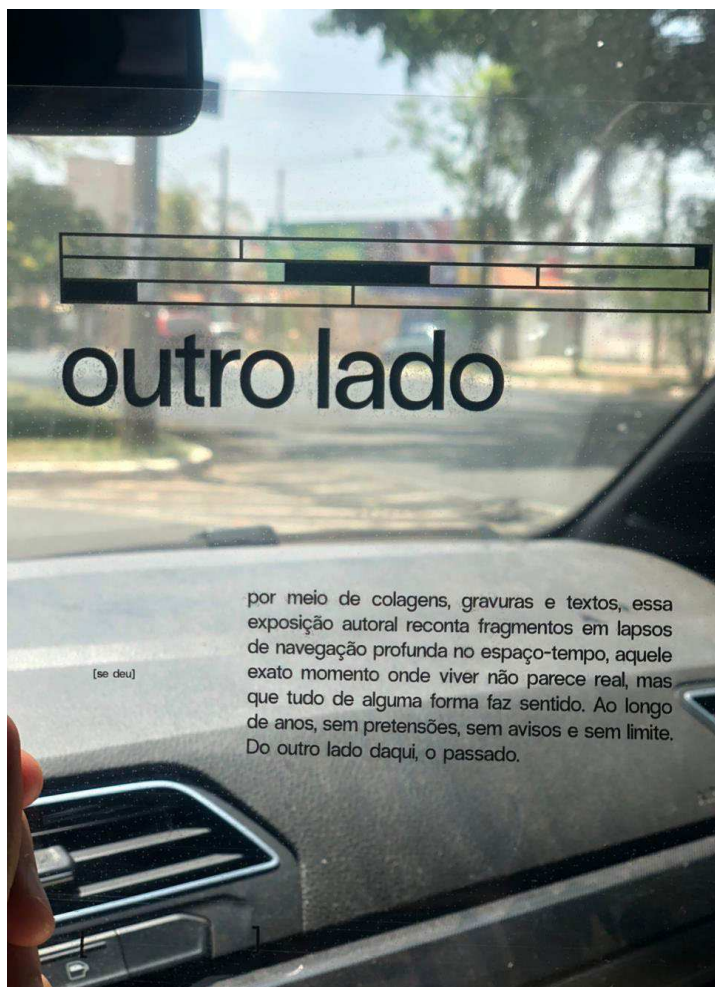 outro lado
por meio de colagens, gravuras e textos, essa
exposição autoral reconta fragmentos em lapsos
de navegação profunda no espaço-tempo, aquele
[se deu]
exato momento onde viver não parece real, mas
que tudo de alguma forma faz sentido. Ao longo
de anos, sem pretensões, sem avisos e sem limite.
Do outro lado daqui, o passado.
[ ]